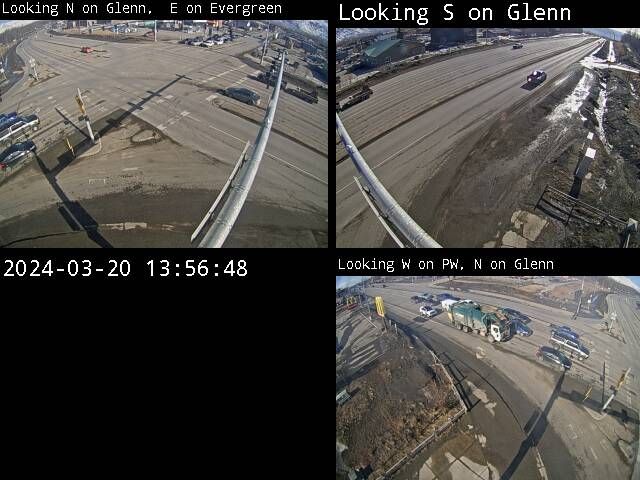 Looking N on Glenn,  E on Evergreen
Looking S on Glenn
2024-03-20 13:56:48
Looking W on PW, N on Glenn